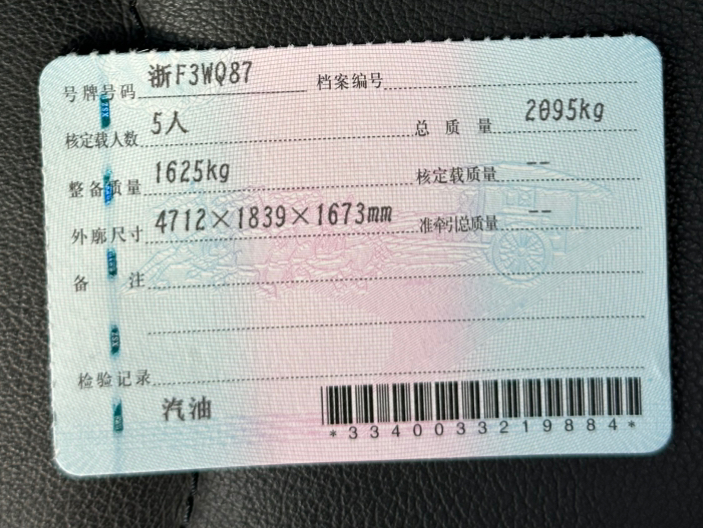 号牌号码 浙F3WQ87 档案编号
核定载人数 5人 总质量 2095kg
整备质量 1625kg 核定载质量 --
外廓尺寸 4712×1839×1673mm 准牵引总质量 --
备注
检验记录
汽油
*3340033219884*